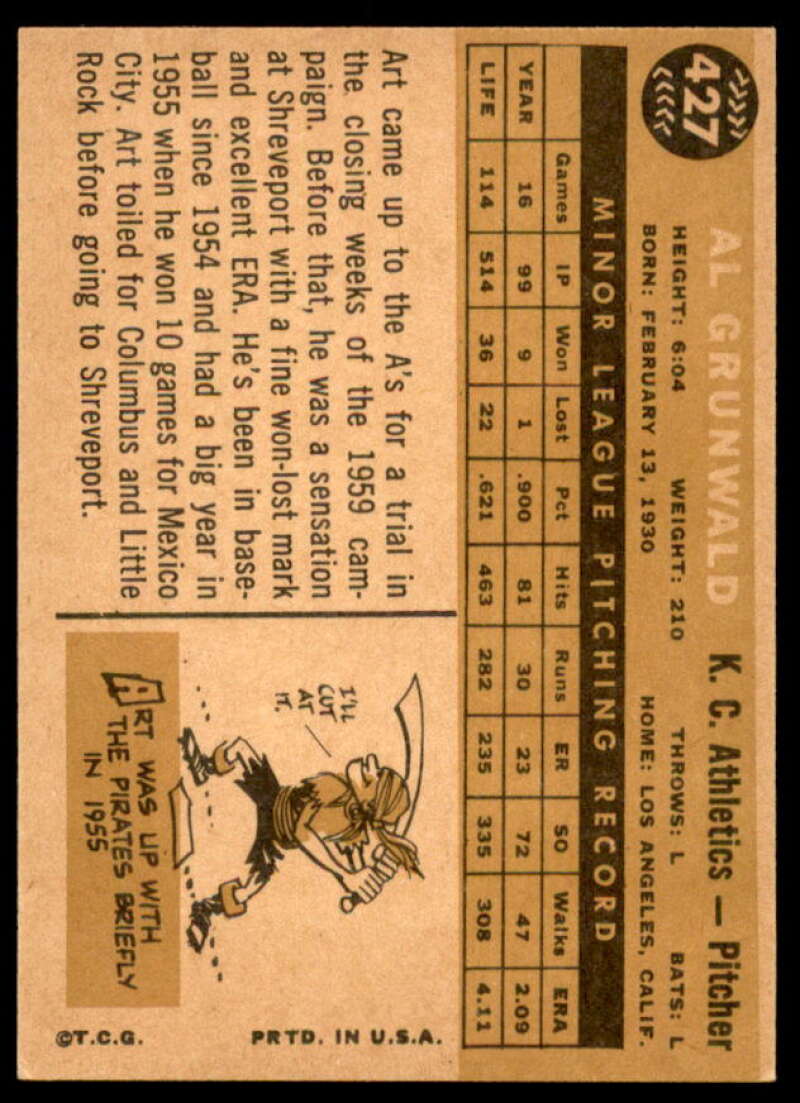 427
AL GRUNWALD K. C. Athletics — Pitcher
HEIGHT: 6:04 WEIGHT: 210 THROWS: L BATS: L
BORN: FEBRUARY 13, 1930 HOME: LOS ANGELES, CALIF.
MINOR LEAGUE PITCHING RECORD
Games IP Won Lost Pct Hits Runs ER SO Walks ERA
YEAR 16 99 9 1 .900 81 30 23 72 47 2.09
LIFE 114 514 36 22 .621 463 282 235 335 308 4.11
Art came up to the A's for a trial in
the closing weeks of the 1959 cam-
paign. Before that, he was a sensation
at Shreveport with a fine won-lost mark
and excellent ERA. He's been in base-
ball since 1954 and had a big year in
1955 when he won 10 games for Mexico
City. Art toiled for Columbus and Little
Rock before going to Shreveport.
I'LL
CUT
AT
IT.
ART WAS UP WITH
THE PIRATES BRIEFLY
IN 1955
©T.C.G. PRTD. IN U.S.A.